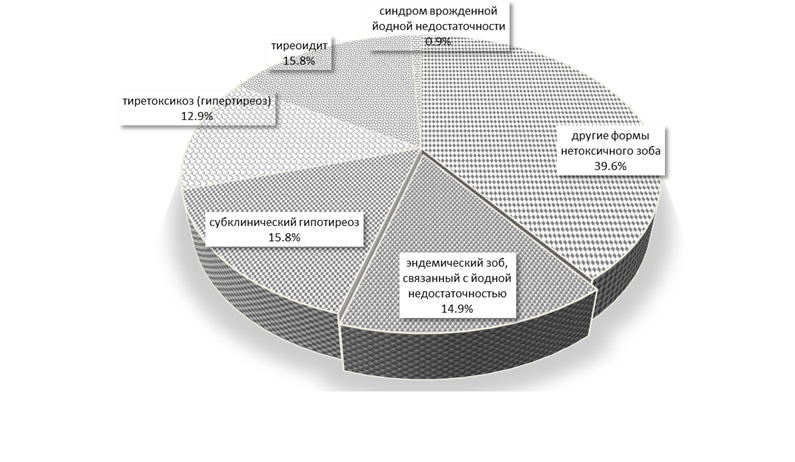 синдром врожденной
йодной недостаточности
0.9%
тиреоидит
15.8%
тиретоксикоз (гипертиреоз)
12.9%
другие формы
нетоксичного зоба
39.6%
субклинический гипотиреоз
15.8%
эндемический зоб,
связанный с йодной
недостаточностью
14.9%